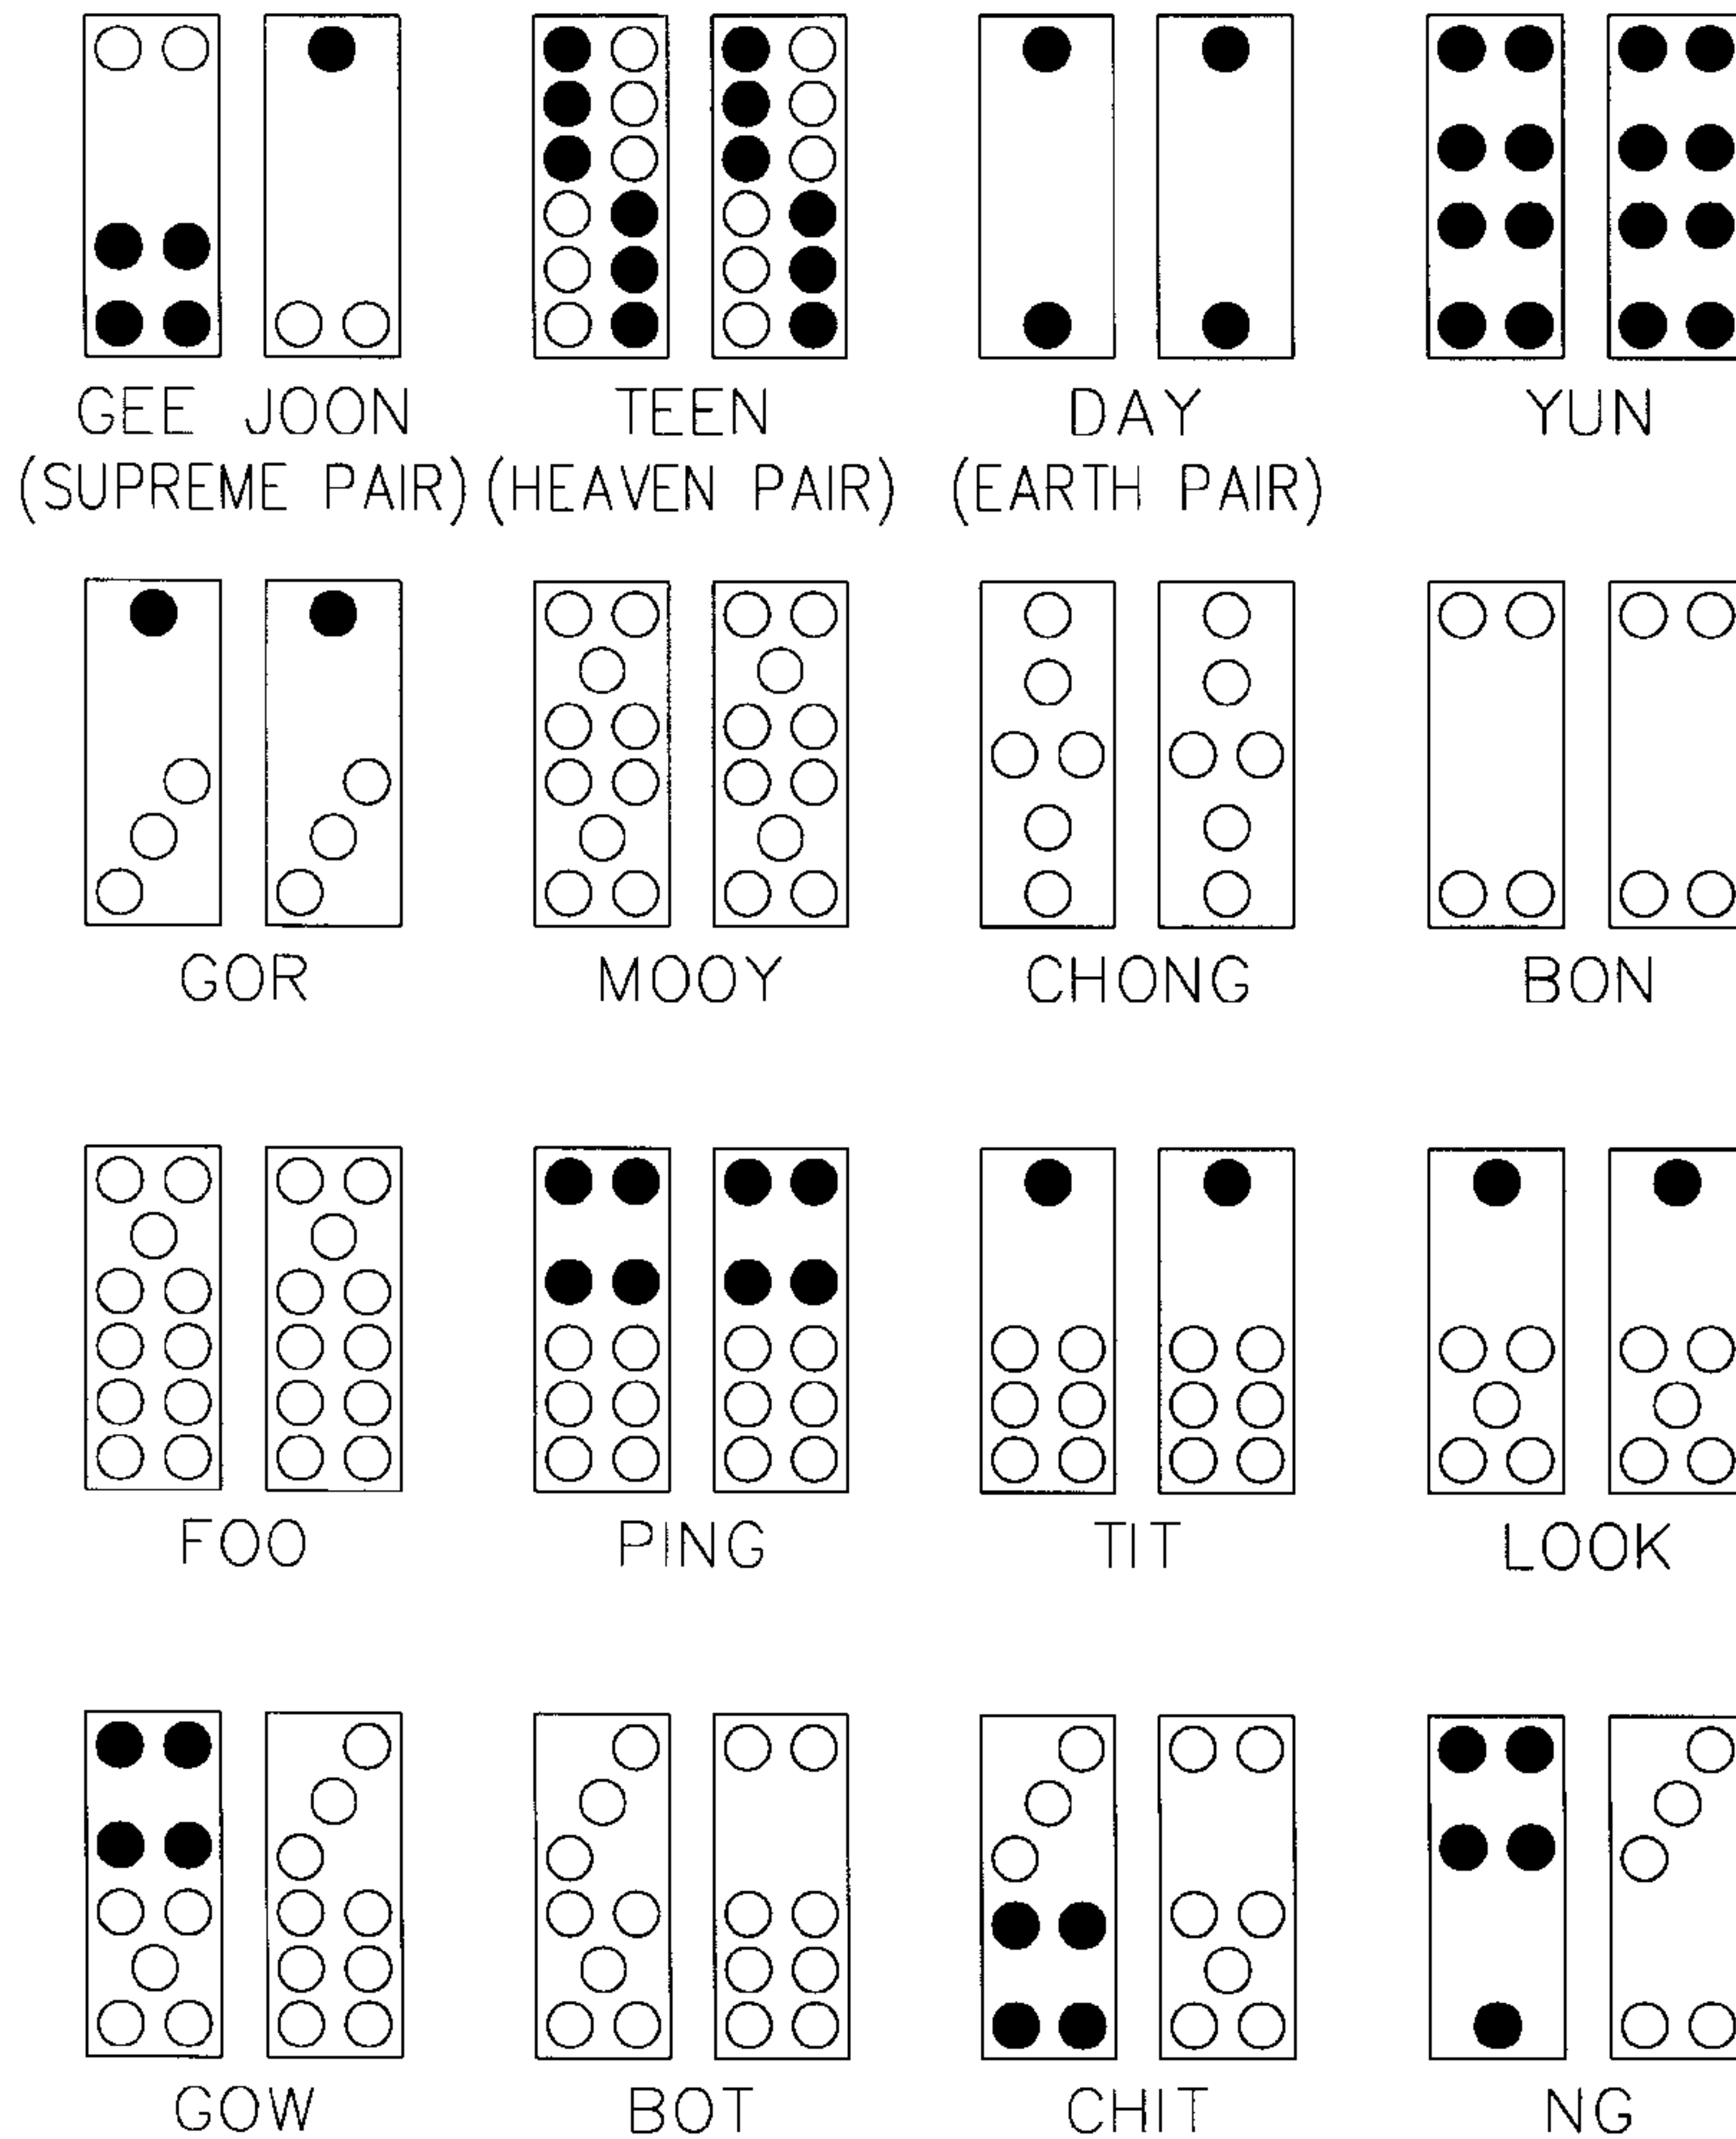 GEE JOON TEEN DAY YUN
(SUPREME PAIR) (HEAVEN PAIR) (EARTH PAIR)
GOR MOOY CHONG BON
FOO PING TIT LOOK
GOW BOT CHIT NG